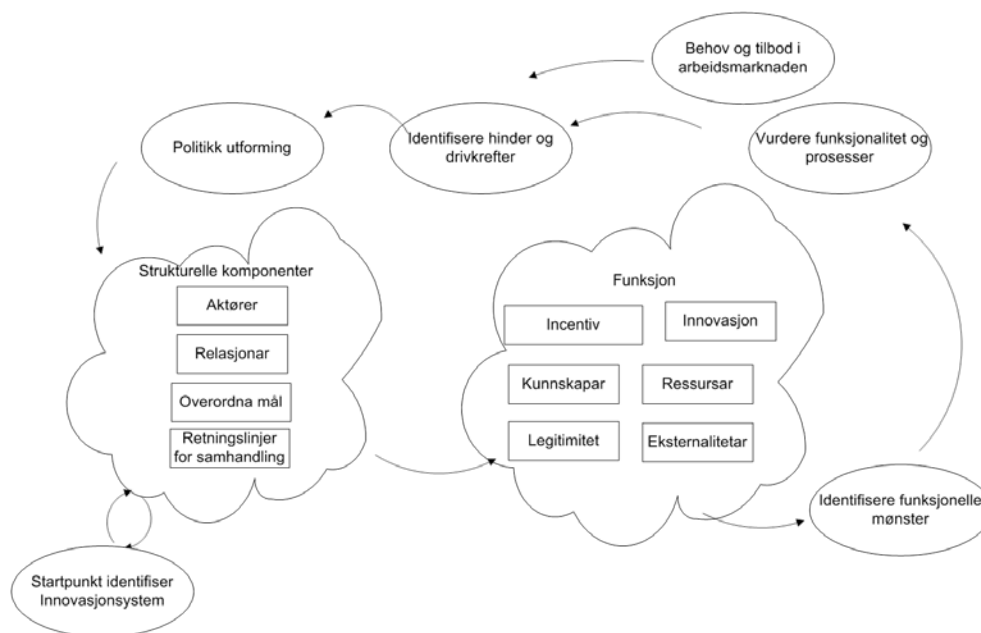 Behov og tilbod i
arbeidsmarknaden
Politikk utforming
Identifisere hinder og
drivkrefter
Vurdere funksjonalitet og
prosesser
Strukturelle komponenter
Aktører
Relasjonar
Overordna mål
Retningslinjer
for samhandling
Funksjon
Incentiv
Innovasjon
Kunnskapar
Ressursar
Legitimitet
Eksternalitetar
Identifisere funksjonelle
mønster
Startpunkt identifiser
Innovasjonsystem